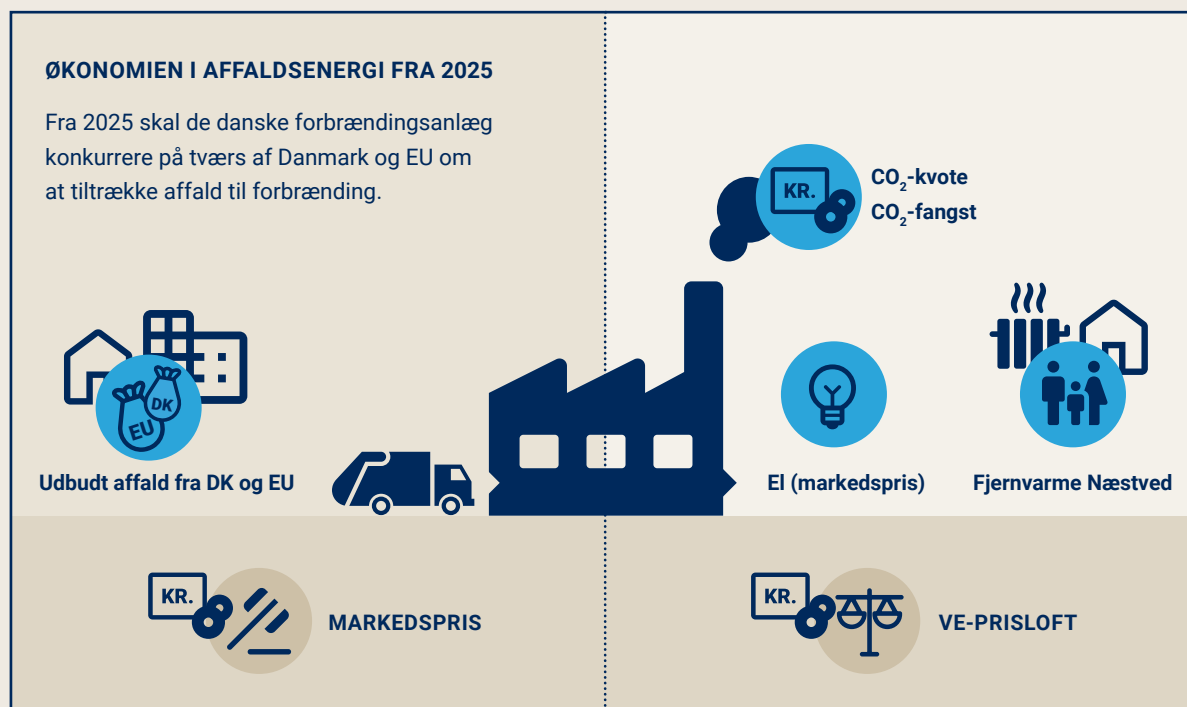 ØKONOMIEN I AFFALDSENERGI FRA 2025
Fra 2025 skal de danske forbrændingsanlæg
konkurrere på tværs af Danmark og EU om
at tiltrække affald til forbrænding.
KR.
CO₂-kvote
CO₂-fangst
DK
EU
Udbudt affald fra DK og EU
El (markedspris)
Fjernvarme Næstved
KR.
MARKEDSPRIS
KR.
VE-PRISLOFT